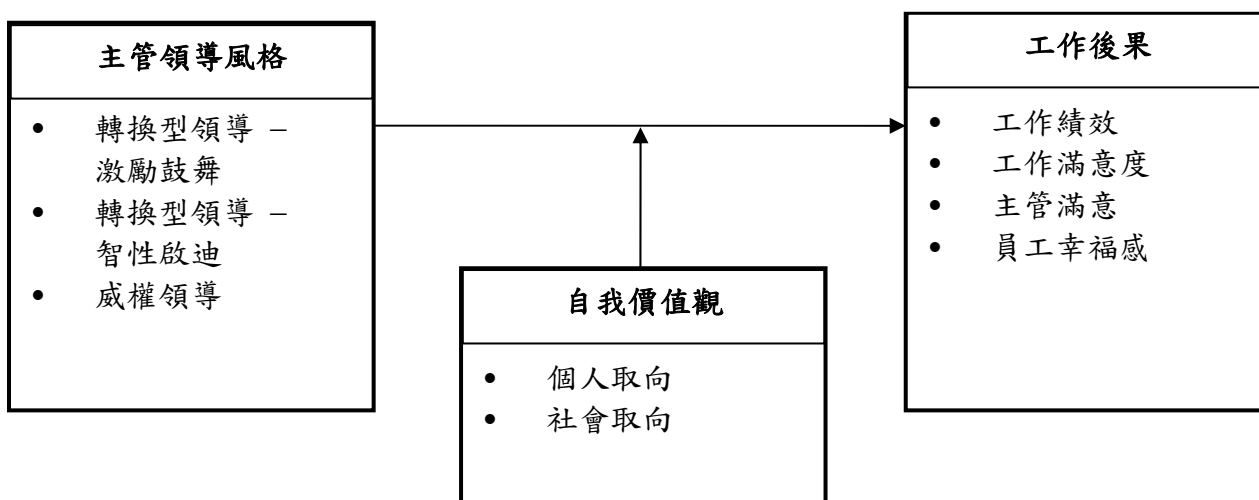 主管領導風格
• 轉換型領導 –
激勵鼓舞
• 轉換型領導 –
智性啟迪
• 威權領導
工作後果
• 工作績效
• 工作滿意度
• 主管滿意
• 員工幸福感
自我價值觀
• 個人取向
• 社會取向